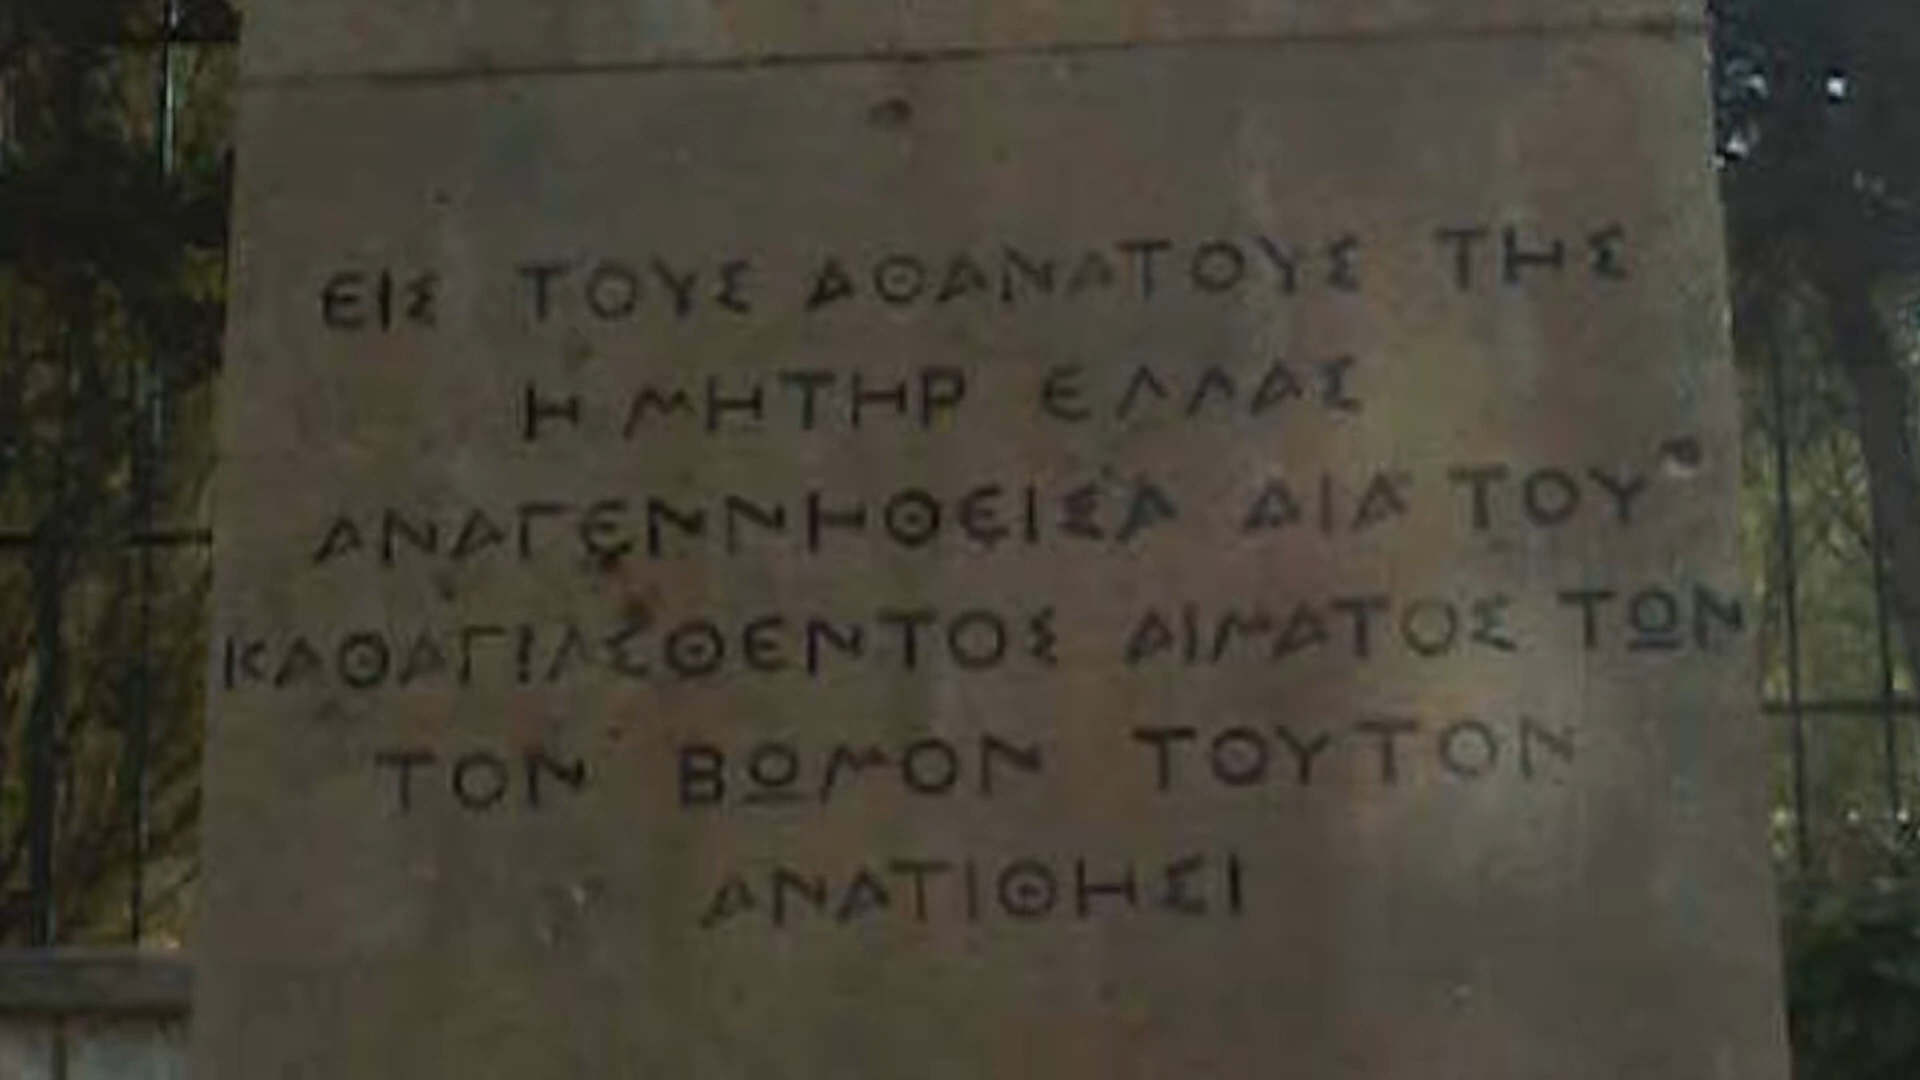 ΕΙΣ ΤΟΥΣ ΑΘΑΝΑΤΟΥΣ ΤΗΣ
Η ΜΗΤΗΡ ΕΛΛΑΣ
ΑΝΑΓΕΝΝΗΘΕΙΣΑ ΔΙΑ ΤΟΥ
ΚΑΘΑΓΙΑΣΘΕΝΤΟΣ ΑΙΜΑΤΟΣ ΤΩΝ
ΤΟΝ ΒΩΜΟΝ ΤΟΥΤΟΝ
ΑΝΑΤΙΘΗΣΙ